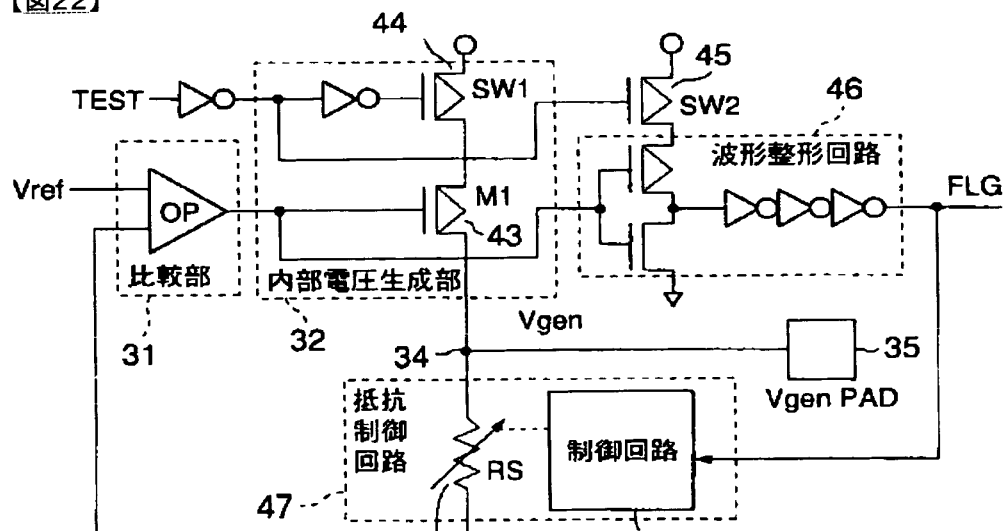 【図22】
44
45
TEST
SW1
SW2
46
波形整形回路
Vref
OP
M1
43
FLG
比較部
内部電圧生成部
31
32
Vgen
34
35
Vgen PAD
抵抗
制御
回路
RS
制御回路
47